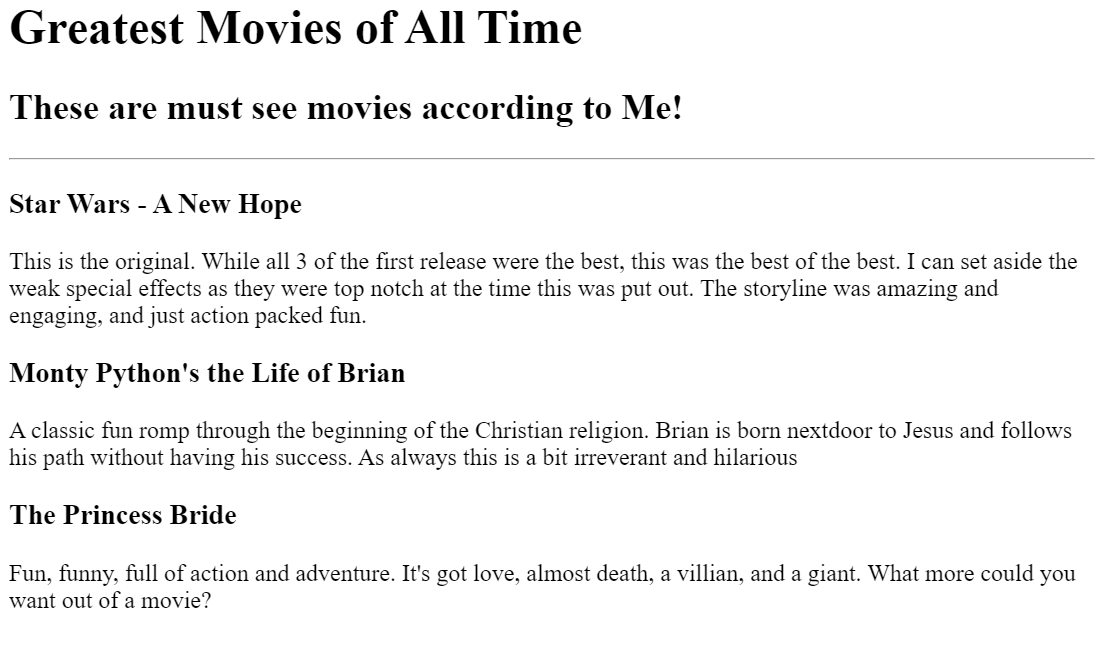 Greatest Movies of All Time
These are must see movies according to Me!
Star Wars - A New Hope
This is the original. While all 3 of the first release were the best, this was the best of the best. I can set aside the
weak special effects as they were top notch at the time this was put out. The storyline was amazing and
engaging, and just action packed fun.
Monty Python's the Life of Brian
A classic fun romp through the beginning of the Christian religion. Brian is born nextdoor to Jesus and follows
his path without having his success. As always this is a bit irreverant and hilarious
The Princess Bride
Fun, funny, full of action and adventure. It's got love, almost death, a villian, and a giant. What more could you
want out of a movie?